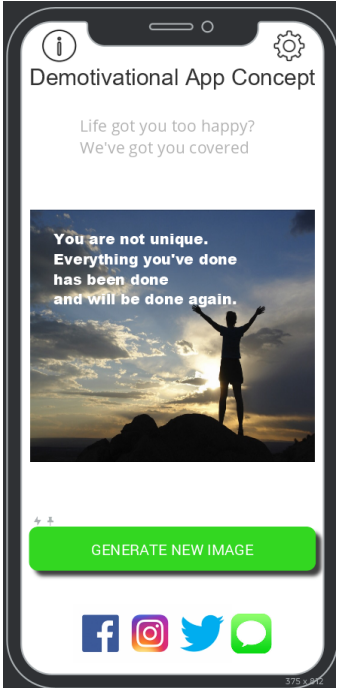 Demotivational App Concept
Life got you too happy?
We've got you covered
You are not unique.
Everything you've done
has been done
and will be done again.
GENERATE NEW IMAGE
375 x 812